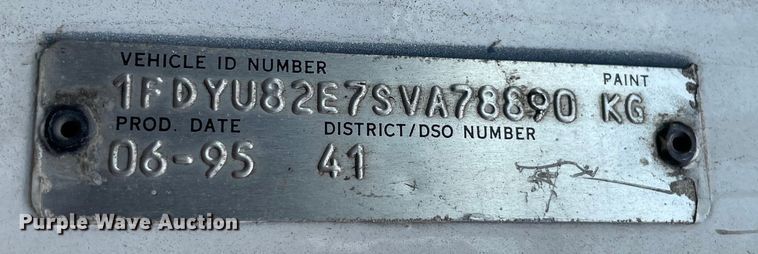 VEHICLE ID NUMBER PAINT
1FDYU82E7SVA78890 KG
PROD. DATE DISTRICT/DSO NUMBER
06-95 41
Purple Wave Auction